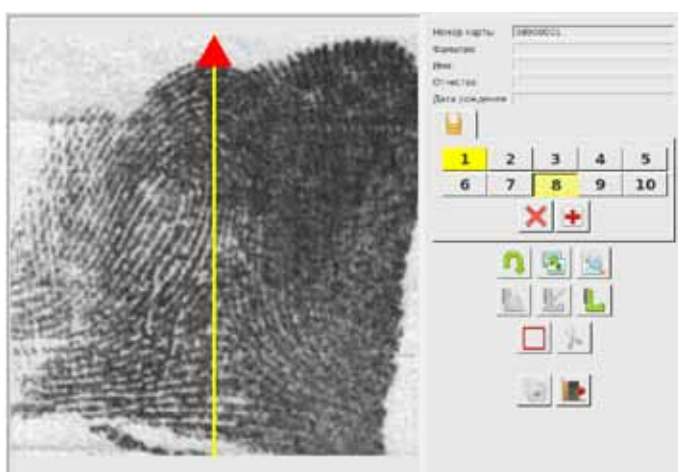 Номер карты
Фамилия
Имя
Отчество
Дата рождения
1 2 3 4 5
6 7 8 9 10